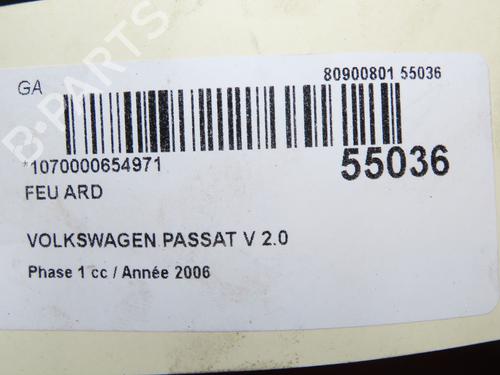 GA
80900801 55036
B-PARTS
*1070000654971
55036
FEU ARD
VOLKSWAGEN PASSAT V 2.0
Phase 1 cc / Année 2006